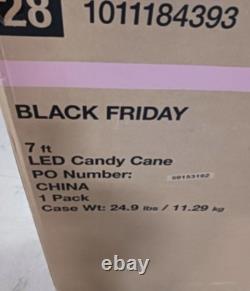 28
1011184393
BLACK FRIDAY
7 ft
LED Candy Cane
PO Number: 59153162
CHINA
1 Pack
Case Wt: 24.9 lbs / 11.29 kg
ebay